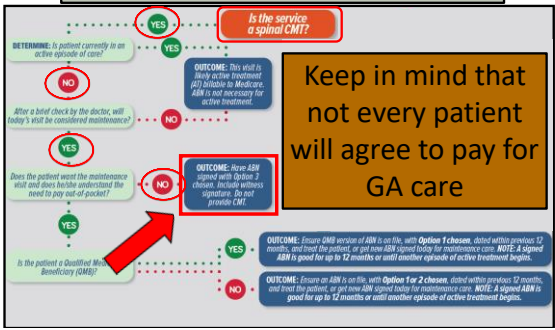 YES
Is the service
a spinal CMT?
DETERMINE: Is patient currently in an
active episode of care?
YES
OUTCOME: This visit is
likely active treatment
(AT) billable to Medicare.
ABN is not necessary for
active treatment.
NO
After a brief check by the doctor, will
today's visit be considered maintenance?
NO
YES
Does the patient want the maintenance
visit and does he/she understand the
need to pay out-of-pocket?
NO
OUTCOME: Have ABN
signed with Option 3
chosen. Include witness
signature. Do not
provide CMT.
Keep in mind that
not every patient
will agree to pay for
GA care
YES
Is the patient a Qualified
Beneficiary (QMB)?
YES
OUTCOME: Ensure QMB version of ABN is on file, with Option 1 chosen, dated within previous 12
months, and treat the patient, or get new ABN signed today for maintenance care. NOTE: A signed
ABN is good for up to 12 months or until another episode of active treatment begins.
NO
OUTCOME: Ensure an ABN is on file, with Option 1 or 2 chosen, dated within previous 12 months,
and treat the patient, or get new ABN signed today for maintenance care. NOTE: A signed ABN is
good for up to 12 months or until another episode of active treatment begins.